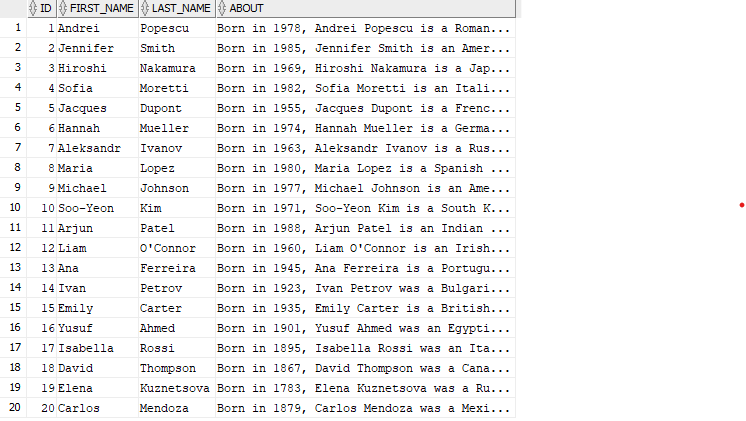 ID FIRST_NAME LAST_NAME ABOUT
1 1 Andrei Popescu Born in 1978, Andrei Popescu is a Roman...
2 2 Jennifer Smith Born in 1985, Jennifer Smith is an Amer...
3 3 Hiroshi Nakamura Born in 1969, Hiroshi Nakamura is a Jap...
4 4 Sofia Moretti Born in 1982, Sofia Moretti is an Itali...
5 5 Jacques Dupont Born in 1955, Jacques Dupont is a Frenc...
6 6 Hannah Mueller Born in 1974, Hannah Mueller is a Germa...
7 7 Aleksandr Ivanov Born in 1963, Aleksandr Ivanov is a Rus...
8 8 Maria Lopez Born in 1980, Maria Lopez is a Spanish ...
9 9 Michael Johnson Born in 1977, Michael Johnson is an Ame...
10 10 Soo-Yeon Kim Born in 1971, Soo-Yeon Kim is a South K...
11 11 Arjun Patel Born in 1988, Arjun Patel is an Indian ...
12 12 Liam O'Connor Born in 1960, Liam O'Connor is an Irish...
13 13 Ana Ferreira Born in 1945, Ana Ferreira is a Portugu...
14 14 Ivan Petrov Born in 1923, Ivan Petrov was a Bulgari...
15 15 Emily Carter Born in 1935, Emily Carter is a British...
16 16 Yusuf Ahmed Born in 1901, Yusuf Ahmed was an Egypti...
17 17 Isabella Rossi Born in 1895, Isabella Rossi was an Ita...
18 18 David Thompson Born in 1867, David Thompson was a Cana...
19 19 Elena Kuznetsova Born in 1783, Elena Kuznetsova was a Ru...
20 20 Carlos Mendoza Born in 1879, Carlos Mendoza was a Mexi...